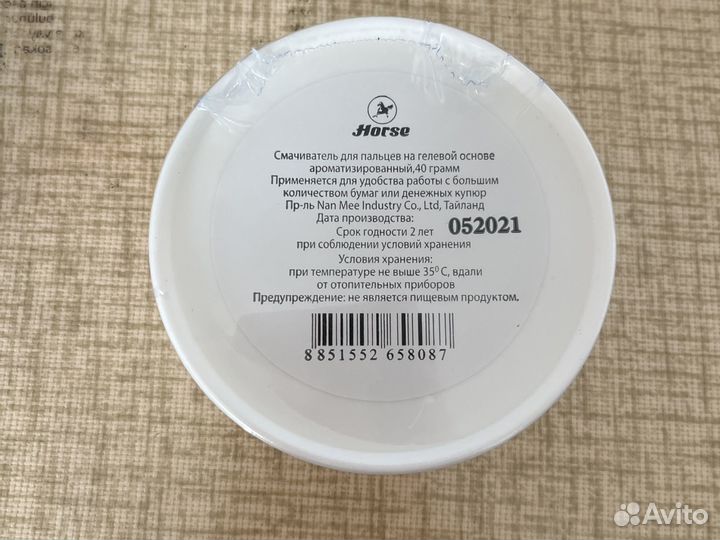 Horse
Смачиватель для пальцев на гелевой основе
ароматизированный,40 грамм
Применяется для удобства работы с большим
количеством бумаг или денежных купюр
Пр-ль Nan Mee Industry Co., Ltd, Тайланд
Дата производства: 052021
Срок годности 2 лет
при соблюдении условий хранения
Условия хранения:
при температуре не выше 35⁰ С, вдали
от отопительных приборов
Предупреждение: не является пищевым продуктом.
8851552 658087
Avito